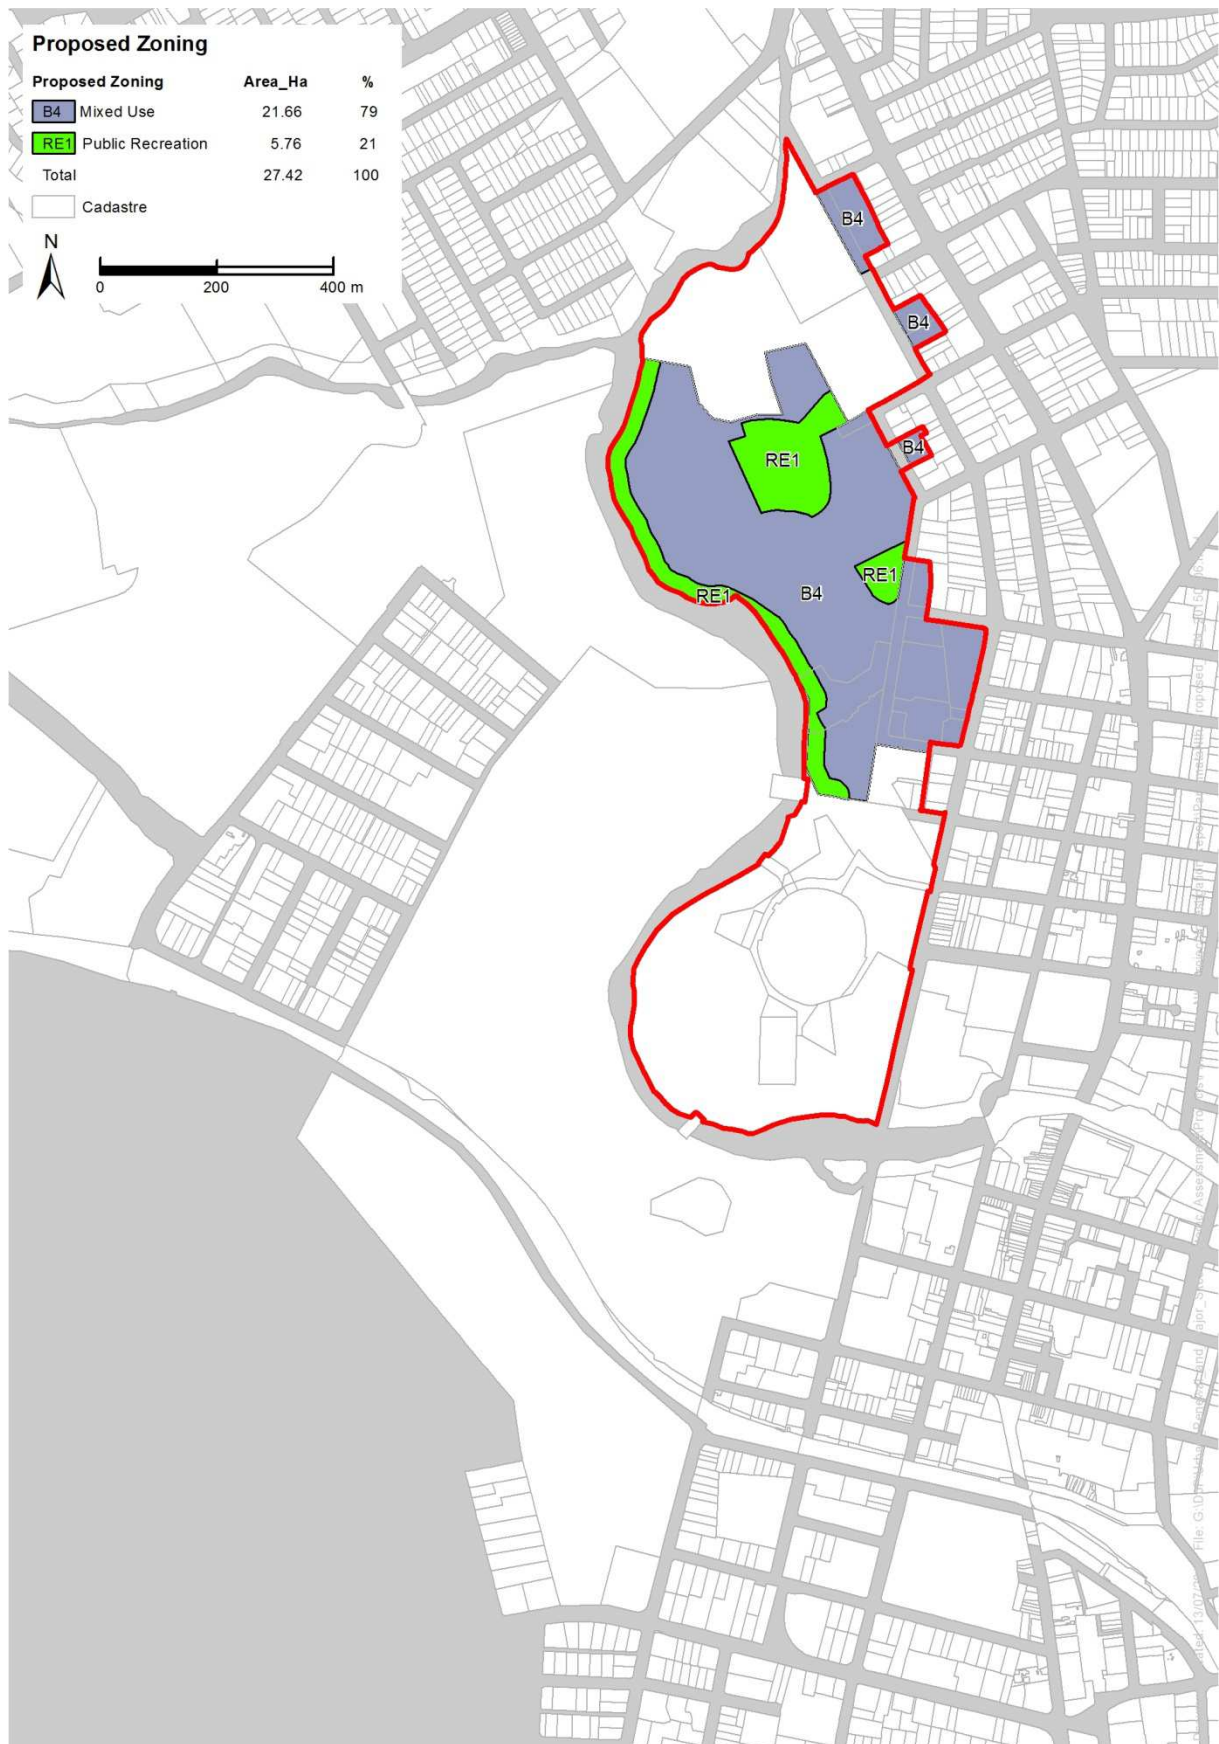 Proposed Zoning
Proposed Zoning Area_Ha %
B4 Mixed Use 21.66 79
RE1 Public Recreation 5.76 21
Total 27.42 100
Cadastre
N
0 200 400 m
B4
B4
B4
RE1
RE1
RE1
B4